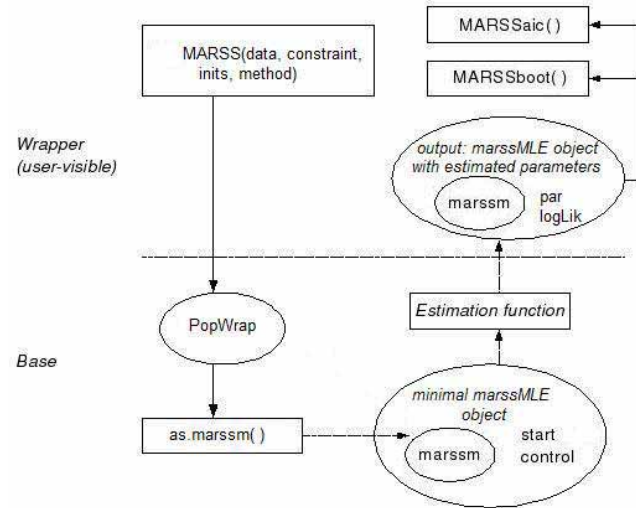 MARSS(data, constraint,
inits, method)
MARSSaic( )
MARSSboot( )
Wrapper
(user-visible)
output: marssMLE object
with estimated parameters
marssm
par
logLik
PopWrap
Estimation function
Base
minimal marssMLE
object
as.marssm( )
marssm
start
control